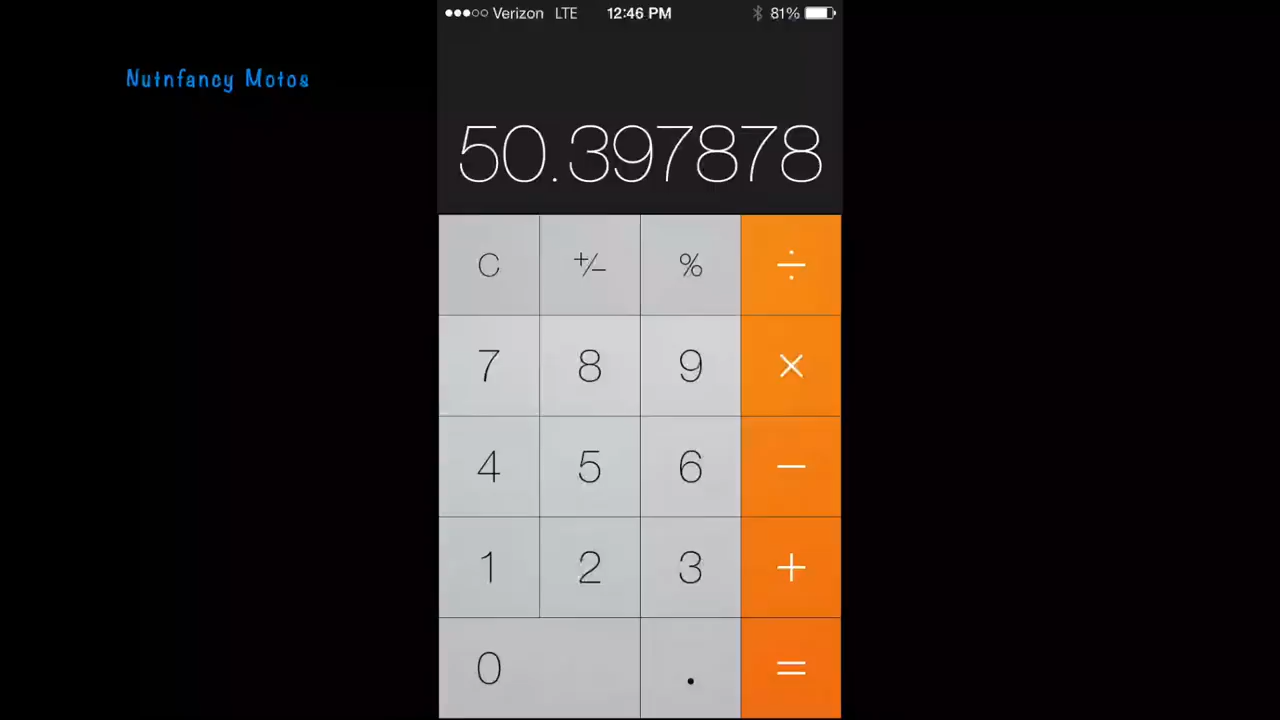 ●●●○○ Verizon LTE 12:46 PM 81%
Nutnfancy Motos
50.397878
C +/− % ÷
7 8 9 ×
4 5 6 −
1 2 3 +
0 . =